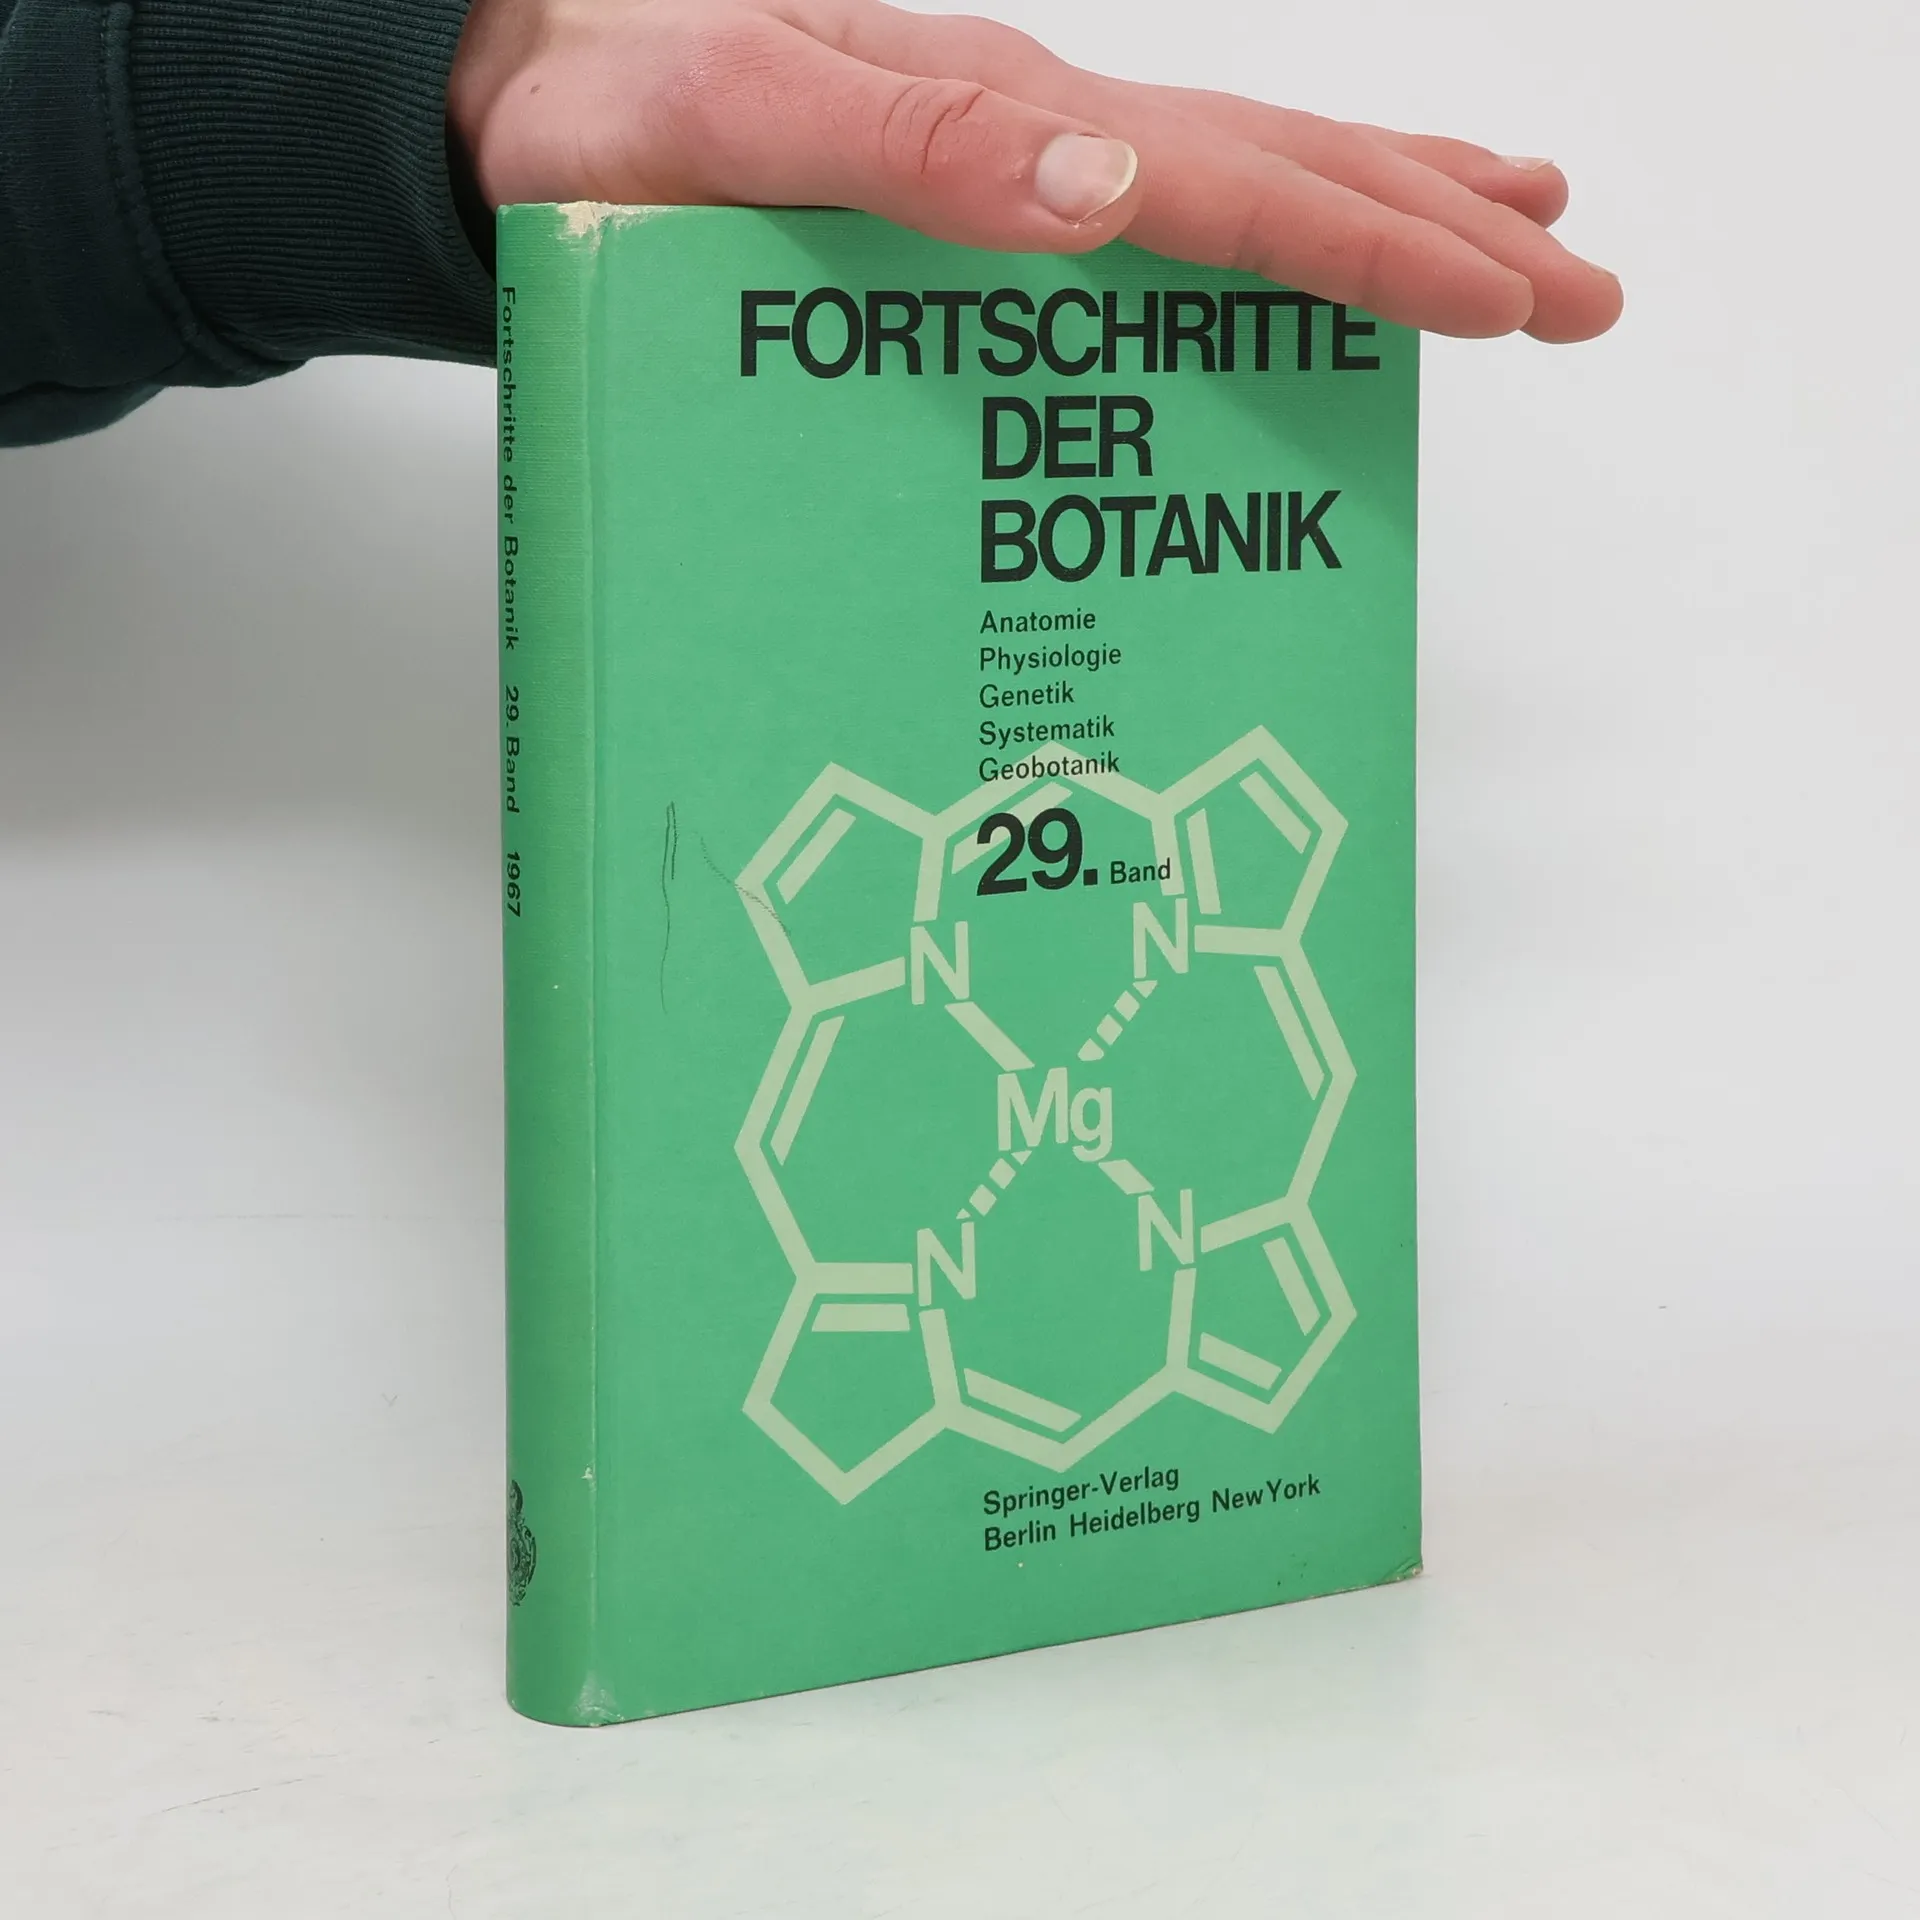 Fortschritte der Botanik 29. Band 1967
FORTSCHRITTE
DER
BOTANIK
Anatomie
Physiologie
Genetik
Systematik
Geobotanik
29. Band
N
N
Mg
N
N
Springer-Verlag
Berlin Heidelberg New York